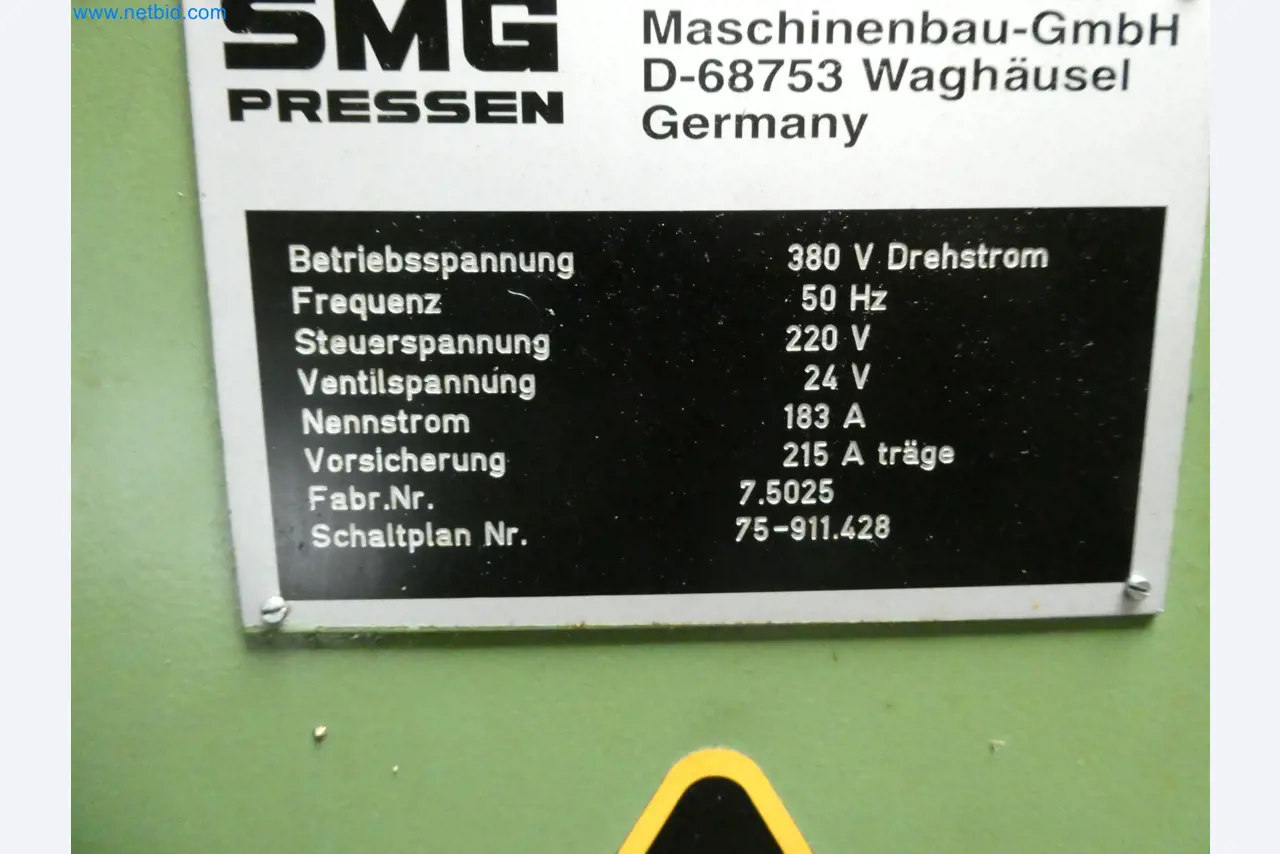 www.netbid.com
SMG
PRESSEN
Maschinenbau-GmbH
D-68753 Waghäusel
Germany
Betriebsspannung 380 V Drehstrom
Frequenz 50 Hz
Steuerspannung 220 V
Ventilspannung 24 V
Nennstrom 183 A
Vorsicherung 215 A träge
Fabr.Nr. 7.5025
Schaltplan Nr. 75-911.428